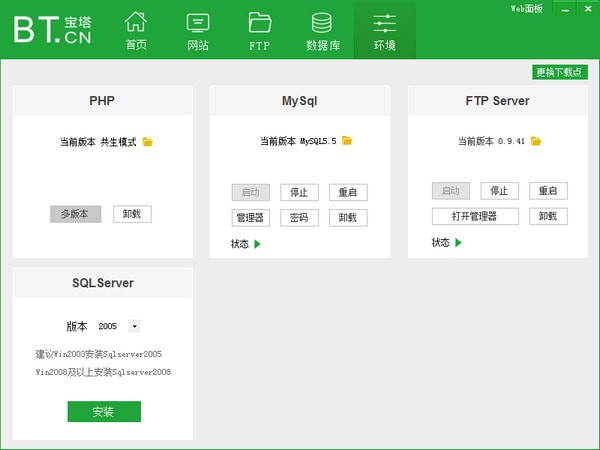 Web面板
BT.宝塔.CN
首页
网站
FTP
数据库
环境
更换下载点
PHP
当前版本 共生模式
多版本 卸载
MySql
当前版本 MySQL5.5
启动 停止 重启
管理器 密码 卸载
状态
FTP Server
当前版本 0.9.41
启动 停止 重启
打开管理器 卸载
状态
SQLServer
版本 2005
建议Win2003安装Sqlserver2005
Win2008及以上安装Sqlserver2008
安装